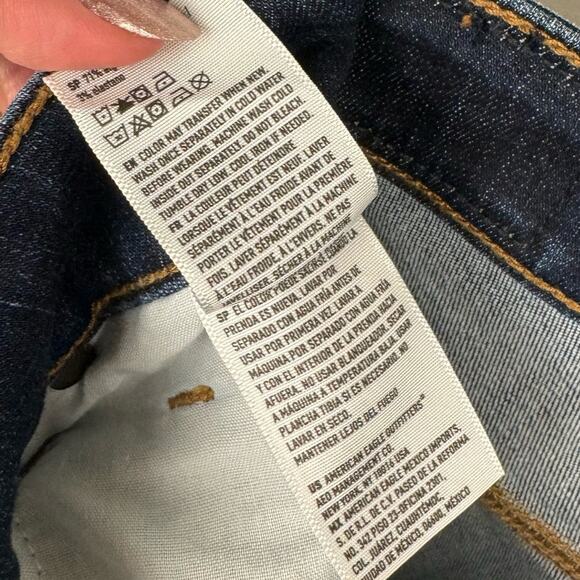 SP 21%
elastano
EN COLOR MAY TRANSFER WHEN NEW.
WASH ONCE SEPARATELY IN COLD WATER
BEFORE WEARING. MACHINE WASH COLD
INSIDE OUT SEPARATELY. DO NOT BLEACH.
TUMBLE DRY LOW. COOL IRON IF NEEDED.
FR LA COULEUR PEUT DÉTEINDRE
LORSQUE LE VÊTEMENT EST NEUF. LAVER
SÉPARÉMENT À L'EAU FROIDE AVANT DE
PORTER LE VÊTEMENT POUR LA PREMIÈRE
FOIS. LAVER SÉPARÉMENT À LA MACHINE
À L'EAU FROIDE À L'ENVERS. NE PAS
UTILISER SÉCHER À LA MACHINE
SP EL COLOR PUEDE CUANDO LA
PRENDA ES NUEVA. LAVAR POR
SEPARADO CON AGUA FRÍA ANTES DE
USAR POR PRIMERA VEZ. LAVAR A
MÁQUINA POR SEPARADO CON AGUA FRÍA
Y CON EL INTERIOR DE LA PRENDA HACIA
AFUERA. NO USAR BLANQUEADOR. SECAR
A MÁQUINA A TEMPERATURA BAJA. USAR
PLANCHA TIBIA SI ES NECESARIO. NO
LAVAR EN SECO.
MANTENER LEJOS DEL FUEGO
US AMERICAN EAGLE OUTFITTERS®
AEO MANAGEMENT CO.
NEW YORK, NY 10016 USA
MX AMERICAN EAGLE MEXICO IMPORTS,
S. DE R.L. DE C.V. PASEO DE LA REFORMA
NO. 342 PISO 23-OFICINA 2301,
COL. JUÁREZ, CUAUHTÉMOC,
CIUDAD DE MÉXICO, 06600, MÉXICO